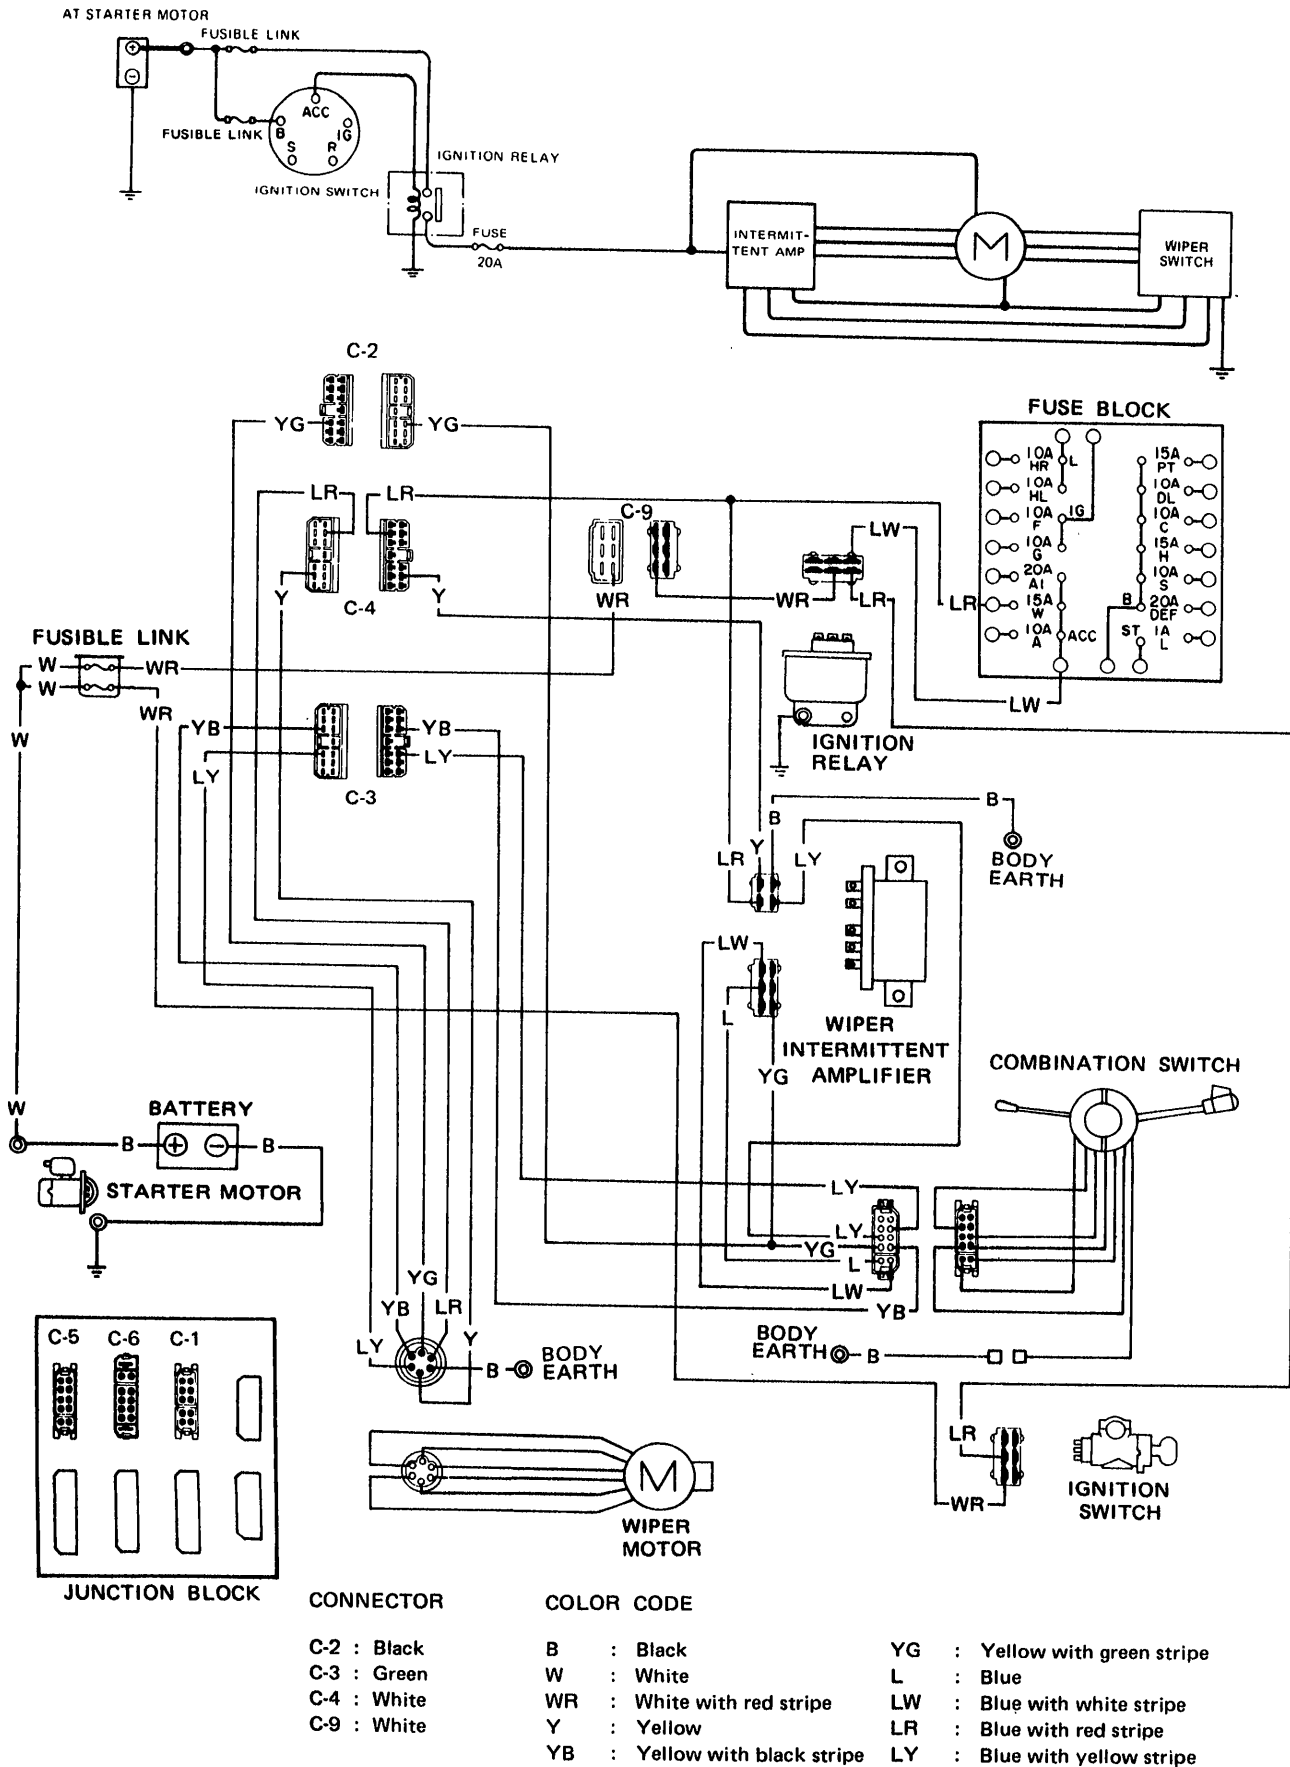 AT STARTER MOTOR
FUSIBLE LINK
FUSIBLE LINK
ACC
B
IG
S
R
IGNITION SWITCH
IGNITION RELAY
FUSE
20A
INTERMIT-
TENT AMP
M
WIPER
SWITCH
C-2
YG
YG
LR
LR
C-9
LW
Y
C-4
Y
WR
WR
LR
LR
FUSE BLOCK
10A
HR
L
15A
PT
10A
HL
10A
DL
10A
F
IG
10A
C
10A
G
15A
H
20A
AI
10A
S
15A
W
B
20A
DEF
10A
A
ACC
ST
1A
L
LW
FUSIBLE LINK
W
WR
W
WR
W
YB
YB
LY
LY
C-3
IGNITION
RELAY
B
B
BODY
EARTH
LR
Y
LY
LW
L
YG
WIPER
INTERMITTENT
AMPLIFIER
COMBINATION SWITCH
W
BATTERY
B
B
STARTER MOTOR
LY
LY
YG
L
LW
YB
YG
YB
LR
LY
Y
B
BODY
EARTH
BODY
EARTH
B
C-5
C-6
C-1
JUNCTION BLOCK
M
WIPER
MOTOR
LR
WR
IGNITION
SWITCH
CONNECTOR
C-2 : Black
C-3 : Green
C-4 : White
C-9 : White
COLOR CODE
B : Black
W : White
WR : White with red stripe
Y : Yellow
YB : Yellow with black stripe
YG : Yellow with green stripe
L : Blue
LW : Blue with white stripe
LR : Blue with red stripe
LY : Blue with yellow stripe